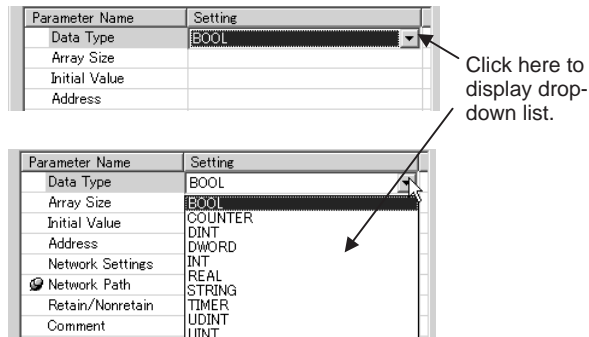 Parameter Name Setting
Data Type BOOL
Array Size
Initial Value
Address
Click here to
display drop-
down list.
Parameter Name Setting
Data Type BOOL
Array Size BOOL
Initial Value COUNTER
Address DINT
DWORD
Network Settings INT
Network Path REAL
STRING
Retain/Nonretain TIMER
Comment UDINT
UINT